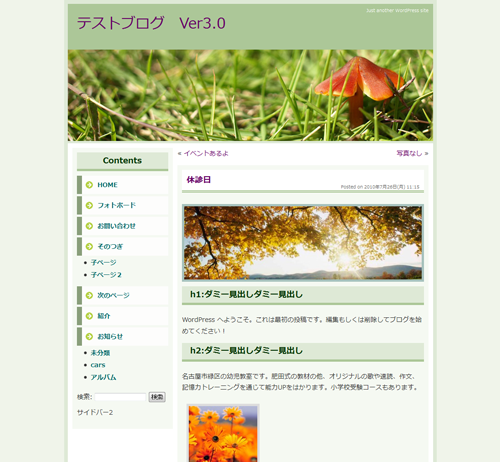 Just another WordPress site
テストブログ　Ver3.0
« イベントあるよ
写真なし »
Contents
HOME
フォトボード
お問い合わせ
そのつぎ
子ページ
子ページ２
次のページ
紹介
お知らせ
未分類
cars
アルバム
検索:
検索
サイドバー2
休診日
Posted on 2010年7月26日(月) 11:15
h1:ダミー見出しダミー見出し
WordPress へようこそ。これは最初の投稿です。編集もしくは削除してブログを始
めてください！
h2:ダミー見出しダミー見出し
名古屋市緑区の幼児教室です。肥田式の教材の他、オリジナルの歌や速読、作文、
記憶力トレーニングを通じて能力UPをはかります。小学校受験コースもあります。